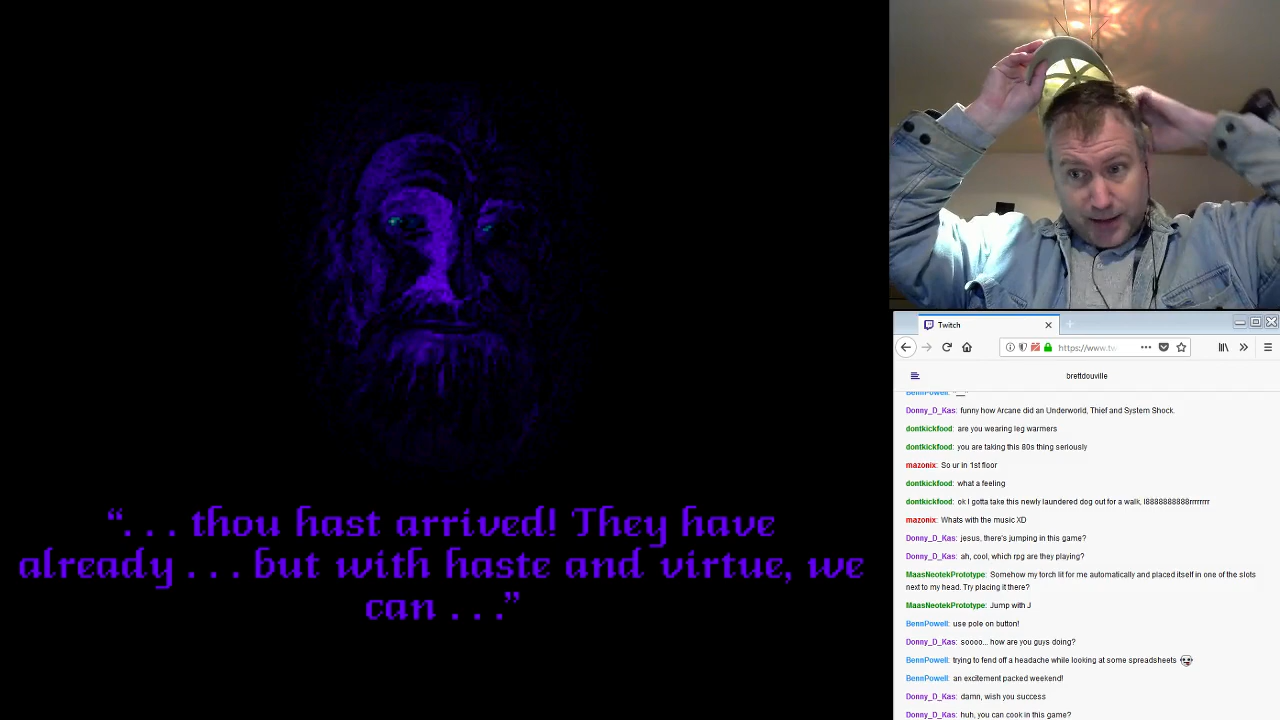 “. . . thou hast arrived! They have
already . . . but with haste and virtue, we
can . . .”
Twitch
https://www.tw
brettdouville
BennPowell: "__"
Donny_D_Kas: funny how Arcane did an Underworld, Thief and System Shock.
dontkickfood: are you wearing leg warmers
dontkickfood: you are taking this 80s thing seriously
mazonix: So ur in 1st floor
dontkickfood: what a feeling
dontkickfood: ok I gotta take this newly laundered dog out for a walk, l8888888888rrrrrrrr
mazonix: Whats with the music XD
Donny_D_Kas: jesus, there's jumping in this game?
Donny_D_Kas: ah, cool, which rpg are they playing?
MaasNeotekPrototype: Somehow my torch lit for me automatically and placed itself in one of the slots
next to my head. Try placing it there?
MaasNeotekPrototype: Jump with J
BennPowell: use pole on button!
Donny_D_Kas: soooo... how are you guys doing?
BennPowell: trying to fend off a headache while looking at some spreadsheets
BennPowell: an excitement packed weekend!
Donny_D_Kas: damn, wish you success
Donny_D_Kas: huh, you can cook in this game?